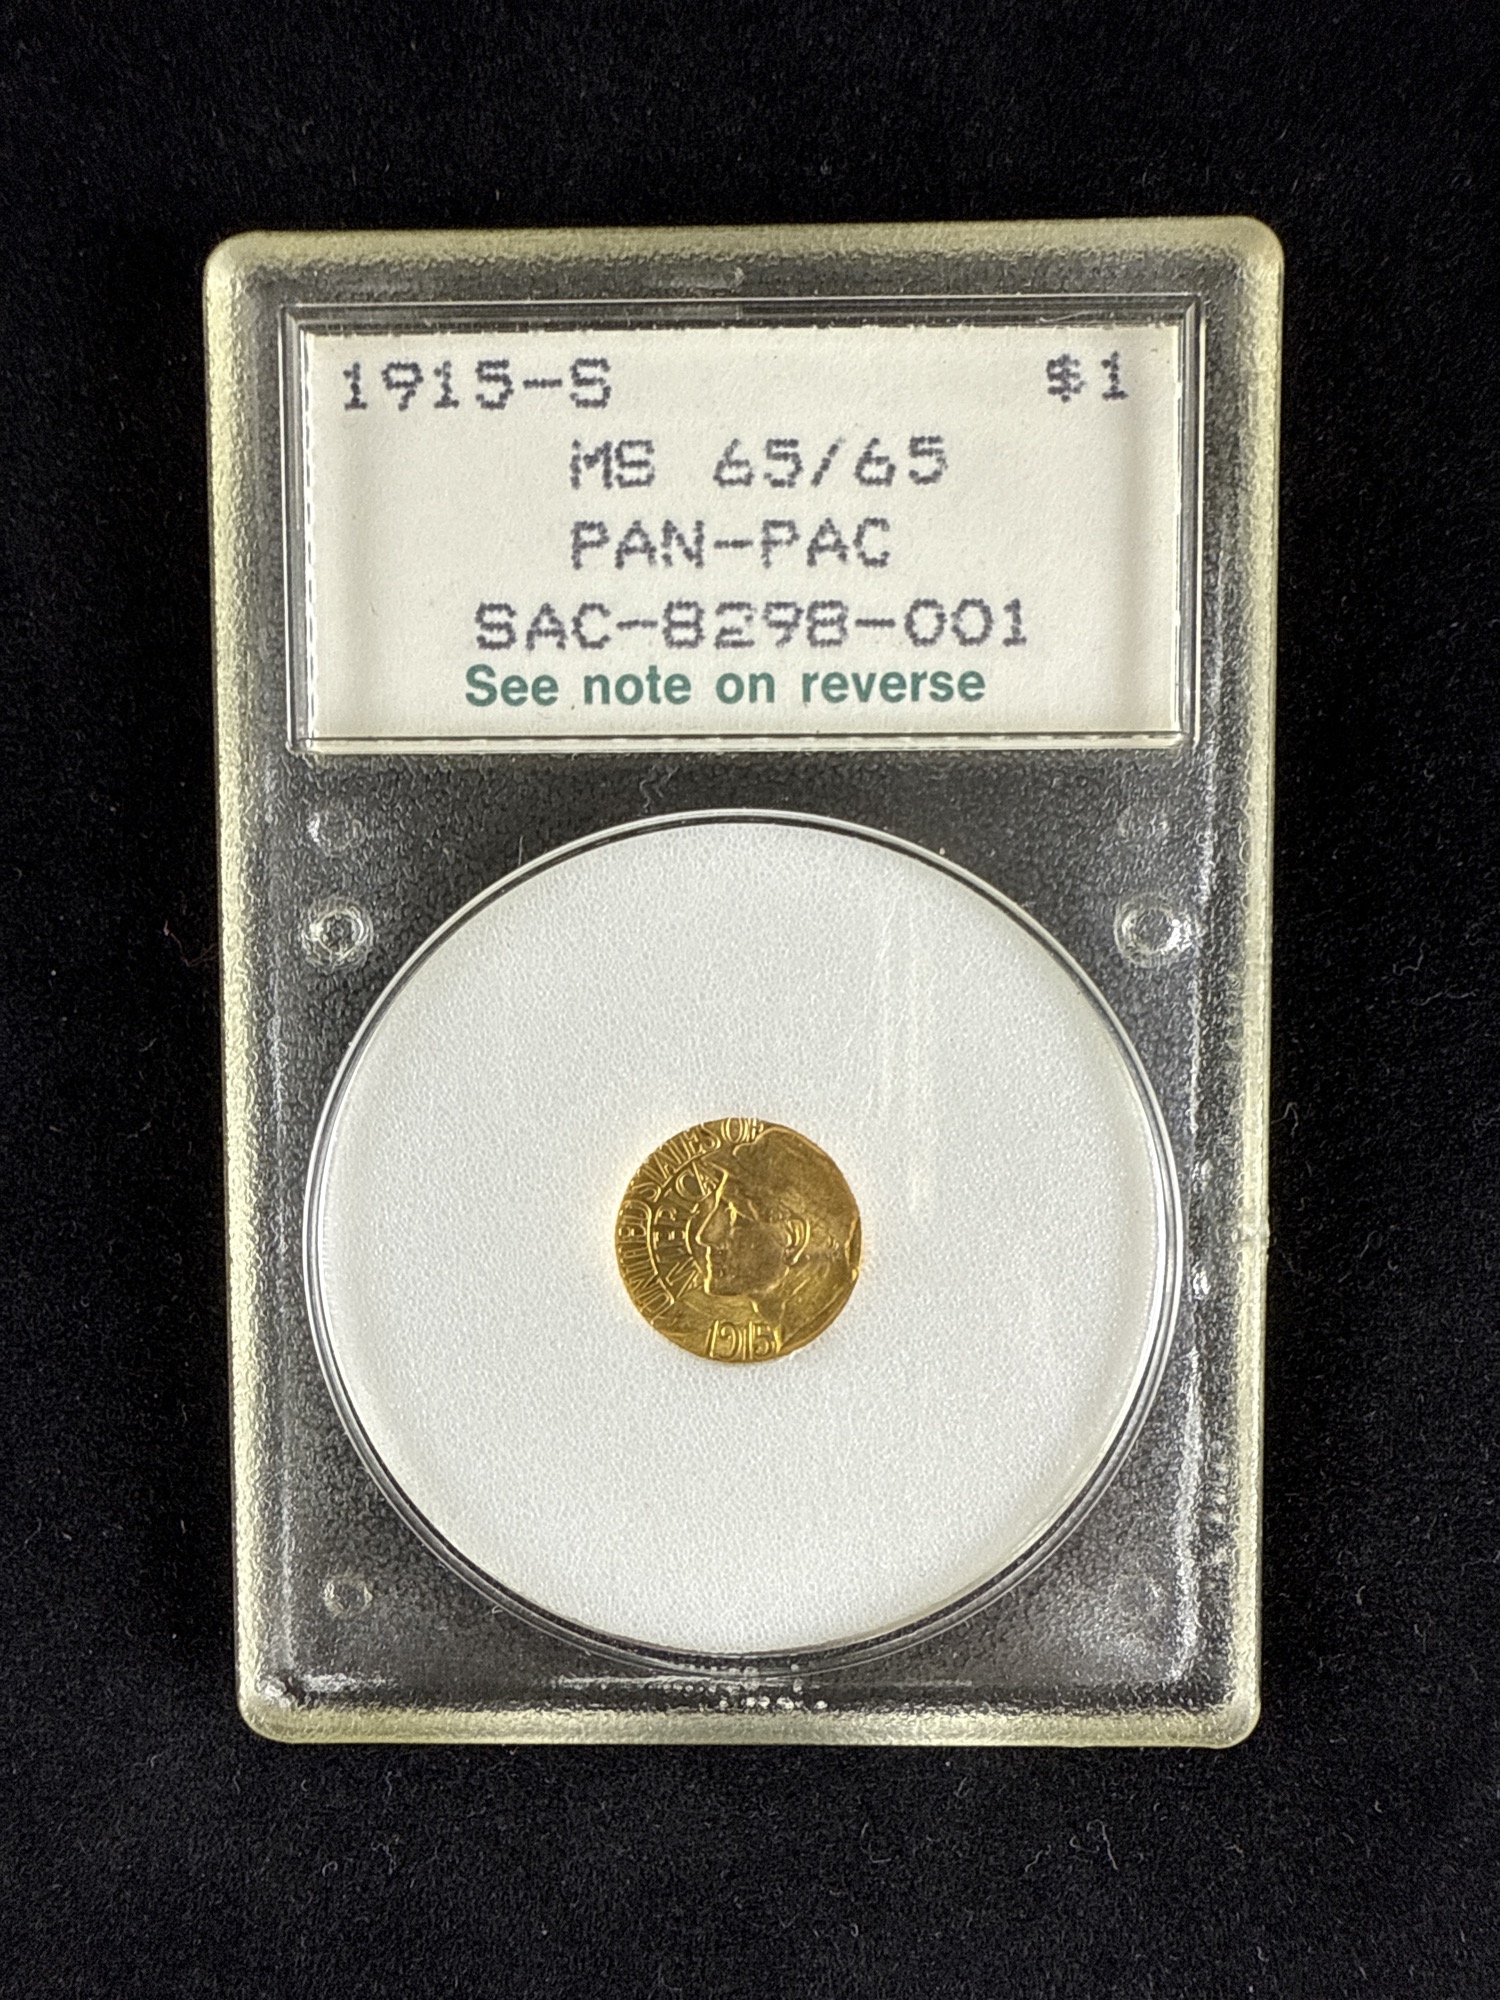 1915-S $1
MS 65/65
PAN-PAC
SAC-8298-001
See note on reverse
UNITED STATES OF
AMERICA
1915